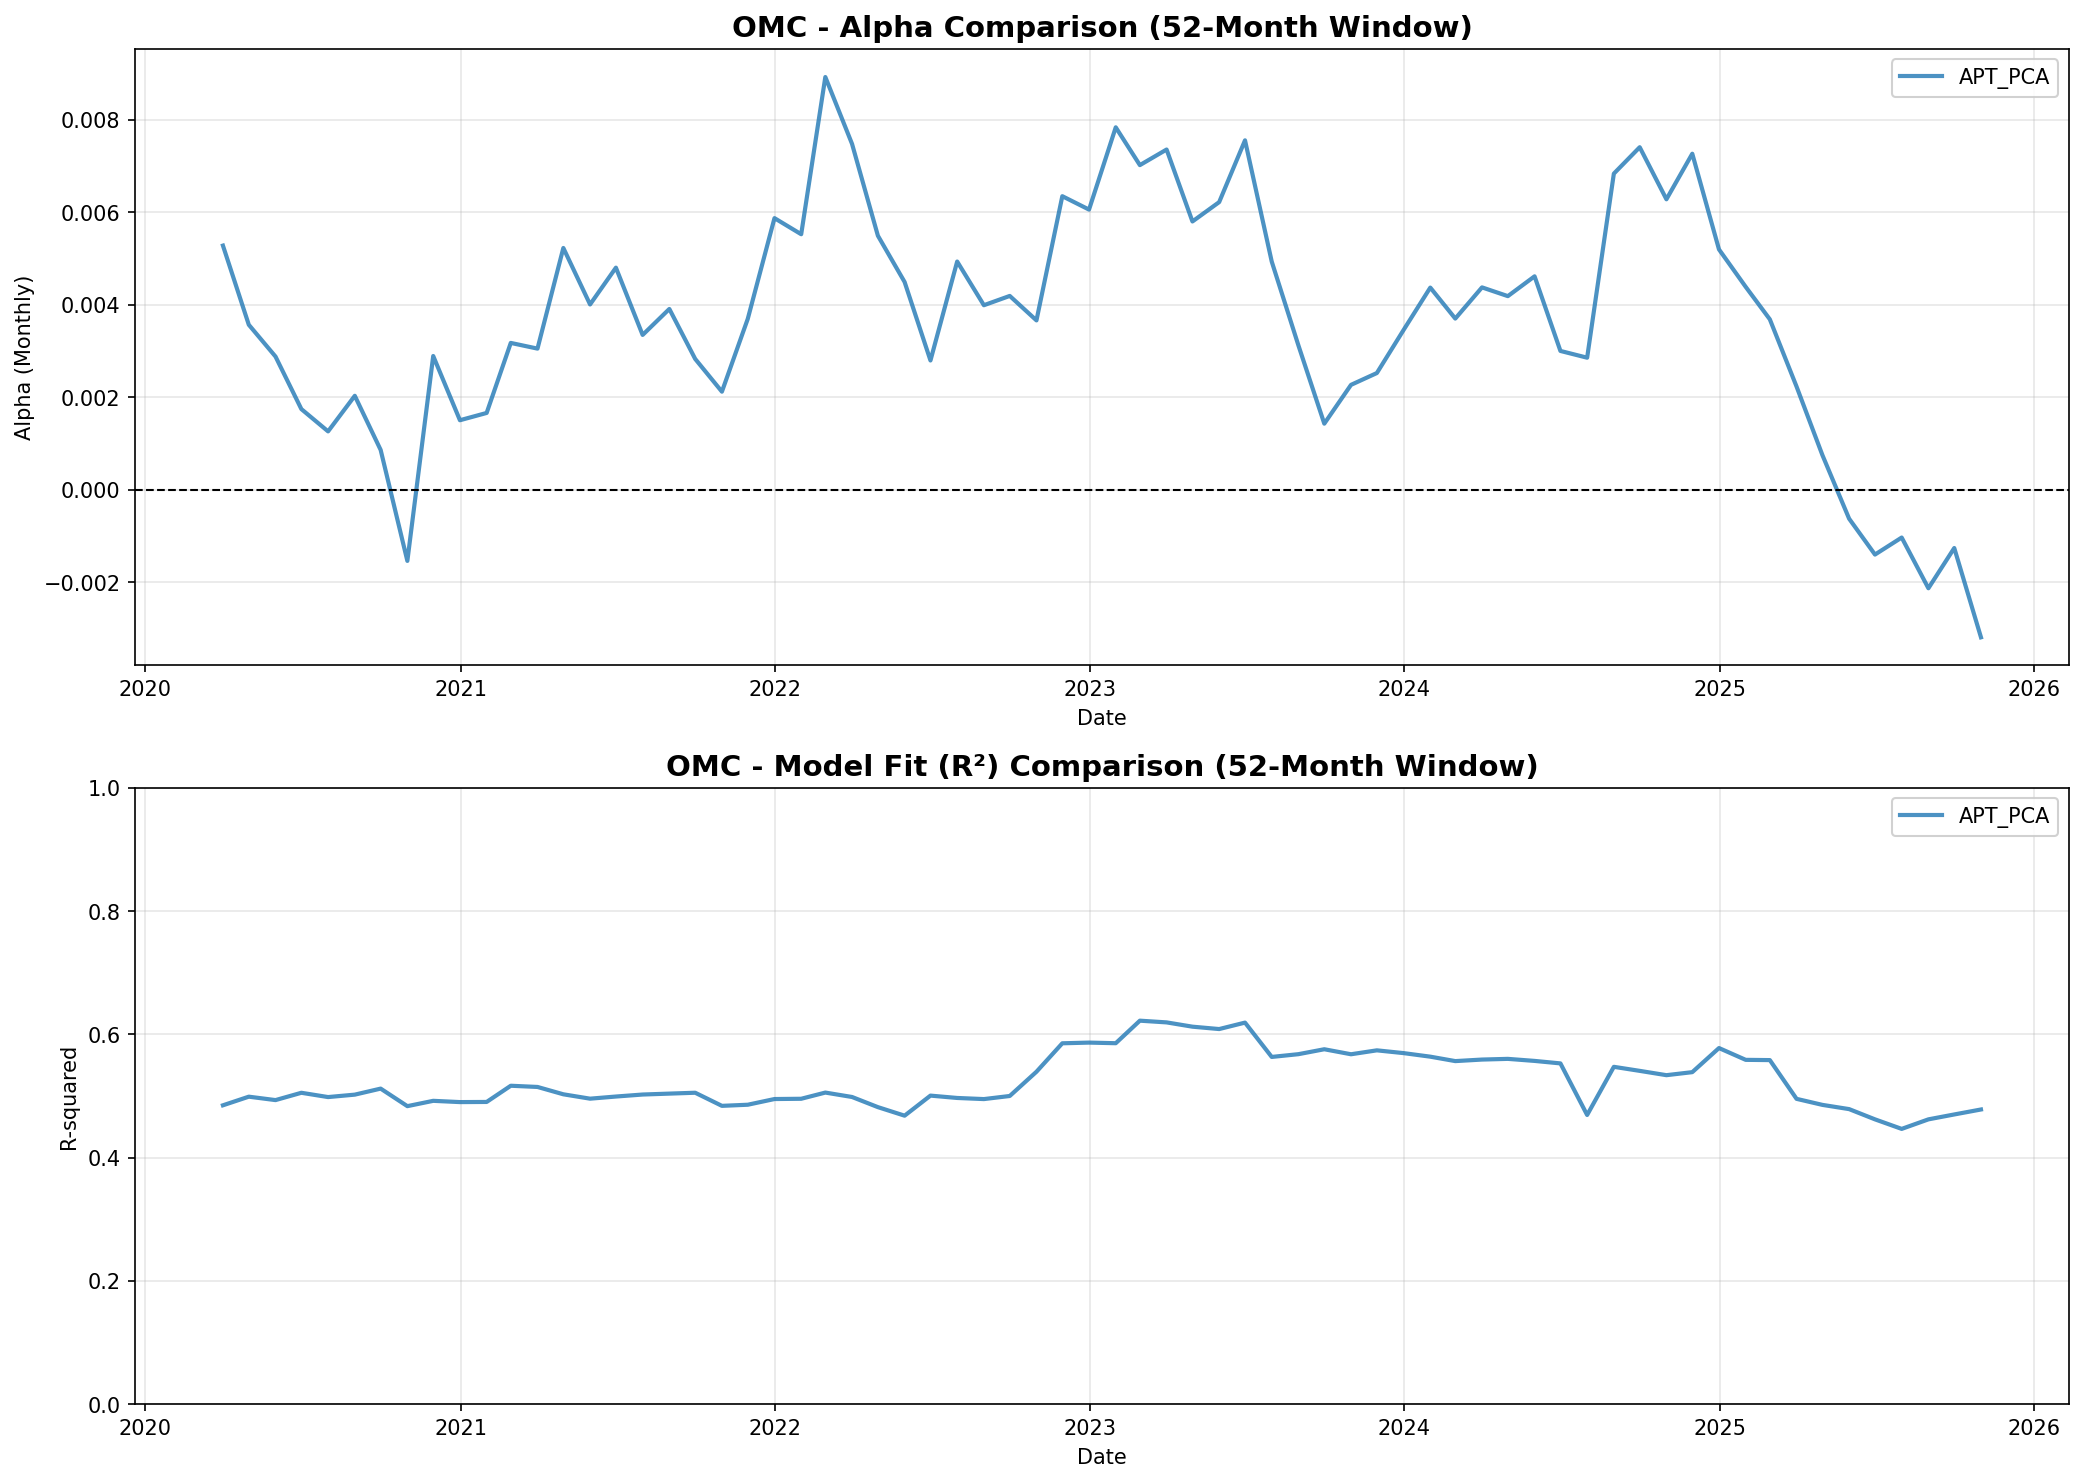 OMC - Alpha Comparison (52-Month Window)
APT_PCA
0.008
0.006
0.004
0.002
0.000
−0.002
Alpha (Monthly)
2020 2021 2022 2023 2024 2025 2026
Date
OMC - Model Fit (R²) Comparison (52-Month Window)
APT_PCA
1.0
0.8
0.6
0.4
0.2
0.0
R-squared
2020 2021 2022 2023 2024 2025 2026
Date